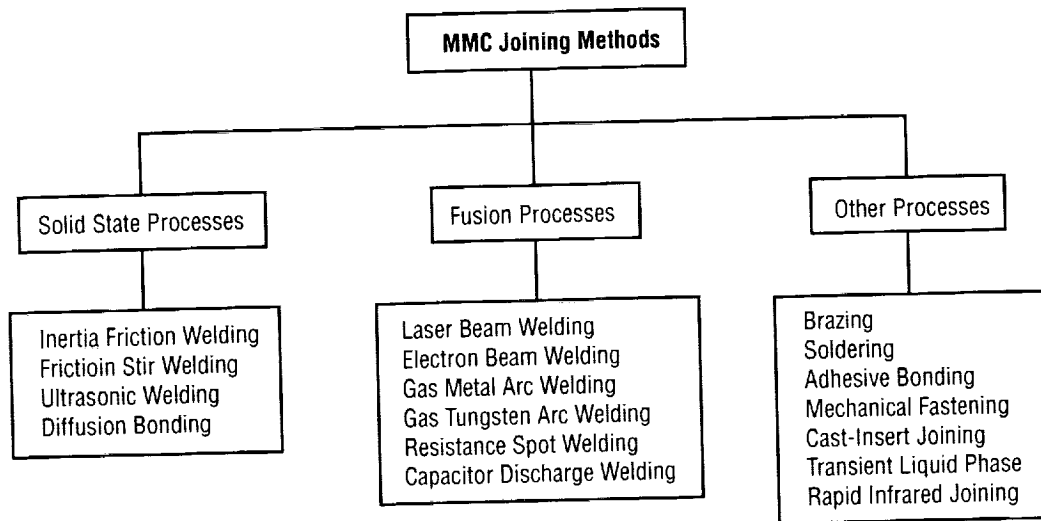 MMC Joining Methods
Solid State Processes
Fusion Processes
Other Processes
Inertia Friction Welding
Frictioin Stir Welding
Ultrasonic Welding
Diffusion Bonding
Laser Beam Welding
Electron Beam Welding
Gas Metal Arc Welding
Gas Tungsten Arc Welding
Resistance Spot Welding
Capacitor Discharge Welding
Brazing
Soldering
Adhesive Bonding
Mechanical Fastening
Cast-Insert Joining
Transient Liquid Phase
Rapid Infrared Joining